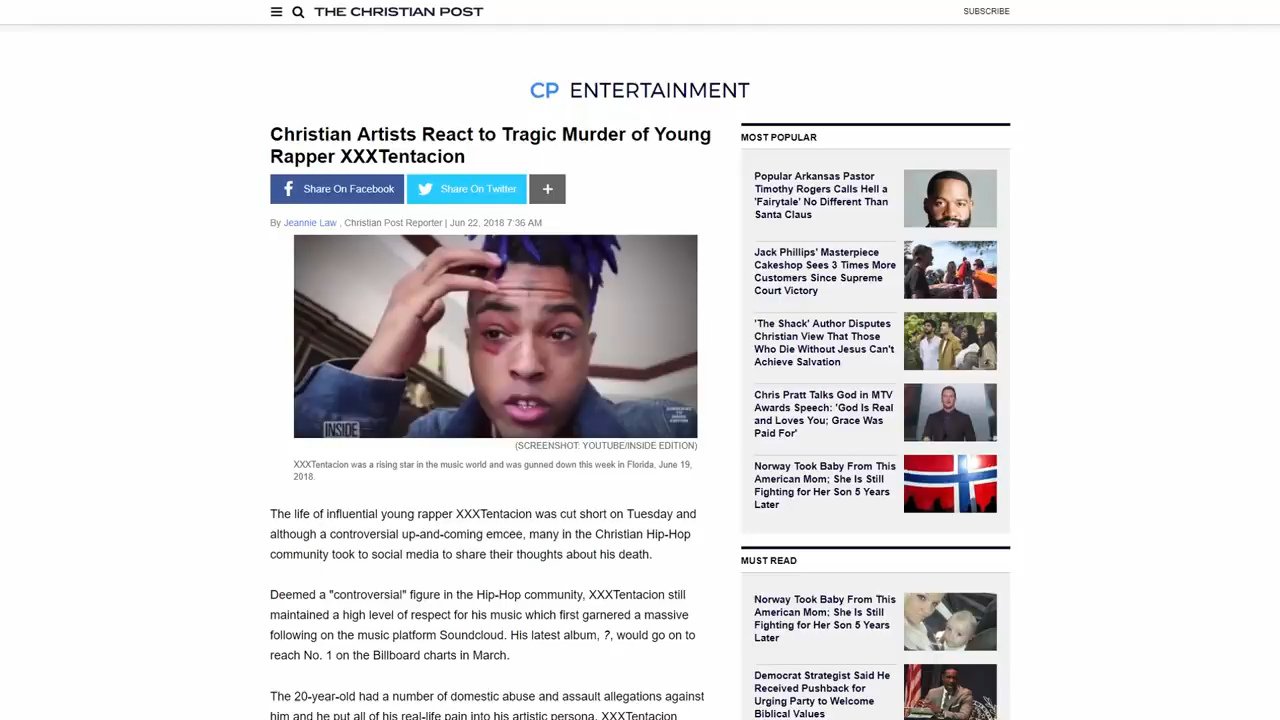 THE CHRISTIAN POST
SUBSCRIBE
CP ENTERTAINMENT
Christian Artists React to Tragic Murder of Young
Rapper XXXTentacion
Share On Facebook
Share On Twitter
+
By Jeannie Law , Christian Post Reporter | Jun 22, 2018 7:36 AM
INSIDE
(SCREENSHOT: YOUTUBE/INSIDE EDITION)
XXXTentacion was a rising star in the music world and was gunned down this week in Florida, June 19,
2018.
The life of influential young rapper XXXTentacion was cut short on Tuesday and
although a controversial up-and-coming emcee, many in the Christian Hip-Hop
community took to social media to share their thoughts about his death.
Deemed a "controversial" figure in the Hip-Hop community, XXXTentacion still
maintained a high level of respect for his music which first garnered a massive
following on the music platform Soundcloud. His latest album, ?, would go on to
reach No. 1 on the Billboard charts in March.
The 20-year-old had a number of domestic abuse and assault allegations against
him and he put all of his real-life pain into his artistic persona. XXXTentacion
MOST POPULAR
Popular Arkansas Pastor
Timothy Rogers Calls Hell a
'Fairytale' No Different Than
Santa Claus
Jack Phillips' Masterpiece
Cakeshop Sees 3 Times More
Customers Since Supreme
Court Victory
'The Shack' Author Disputes
Christian View That Those
Who Die Without Jesus Can't
Achieve Salvation
Chris Pratt Talks God in MTV
Awards Speech: 'God Is Real
and Loves You; Grace Was
Paid For'
Norway Took Baby From This
American Mom; She Is Still
Fighting for Her Son 5 Years
Later
MUST READ
Norway Took Baby From This
American Mom; She Is Still
Fighting for Her Son 5 Years
Later
Democrat Strategist Said He
Received Pushback for
Urging Party to Welcome
Biblical Values